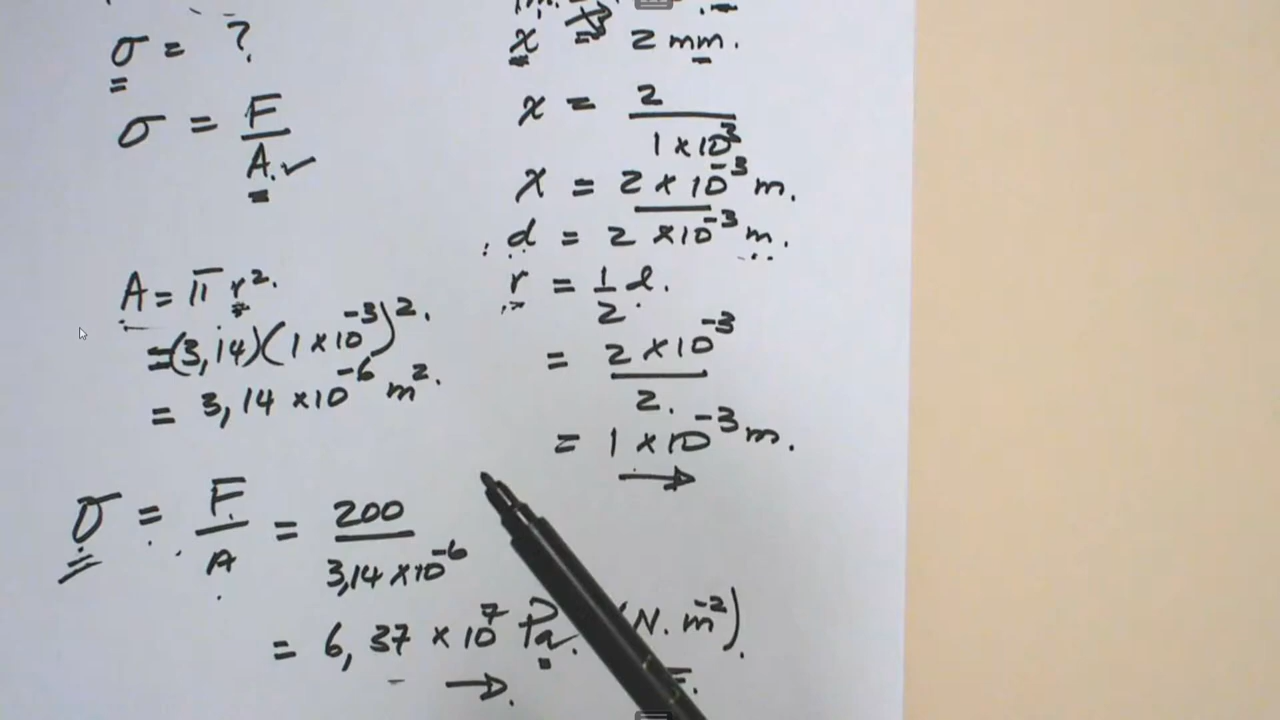 σ = ?
σ = F/A. ✓
A = π r².
= (3,14)(1 × 10⁻³)².
= 3,14 × 10⁻⁶ m².
σ = F/A = 200/3,14 × 10⁻⁶
= 6,37 × 10⁷ Pa. (N. m⁻²).
x ⇒ 2 mm.
x = 2/1 × 10³
x = 2 × 10⁻³ m.
: d = 2 × 10⁻³ m.
r = 1/2 d.
= 2 × 10⁻³/2.
= 1 × 10⁻³ m.